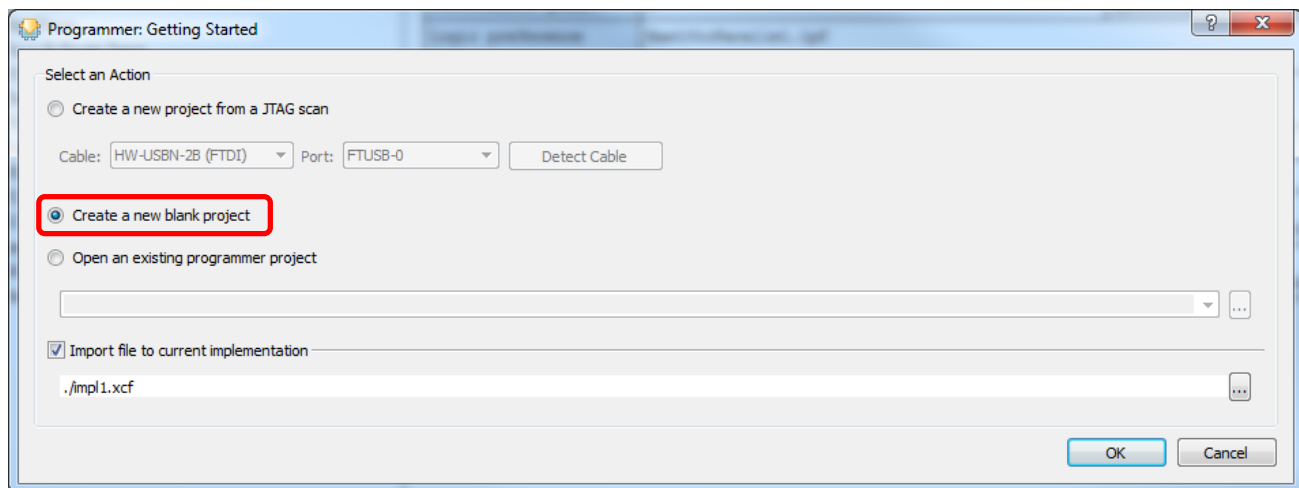 Programmer: Getting Started
Select an Action
Create a new project from a JTAG scan
Cable: HW-USBN-2B (FTDI) Port: FTUSB-0 Detect Cable
Create a new blank project
Open an existing programmer project
...
Import file to current implementation
./impl1.xcf
...
OK Cancel